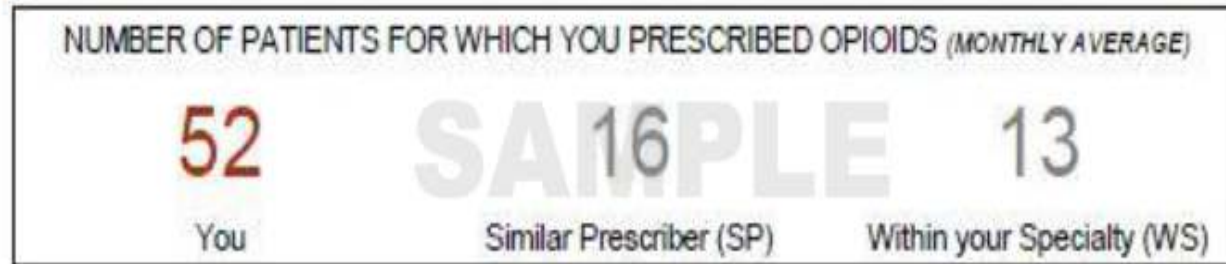 NUMBER OF PATIENTS FOR WHICH YOU PRESCRIBED OPIOIDS (MONTHLY AVERAGE)
SAMPLE
52 16 13
You Similar Prescriber (SP) Within your Specialty (WS)